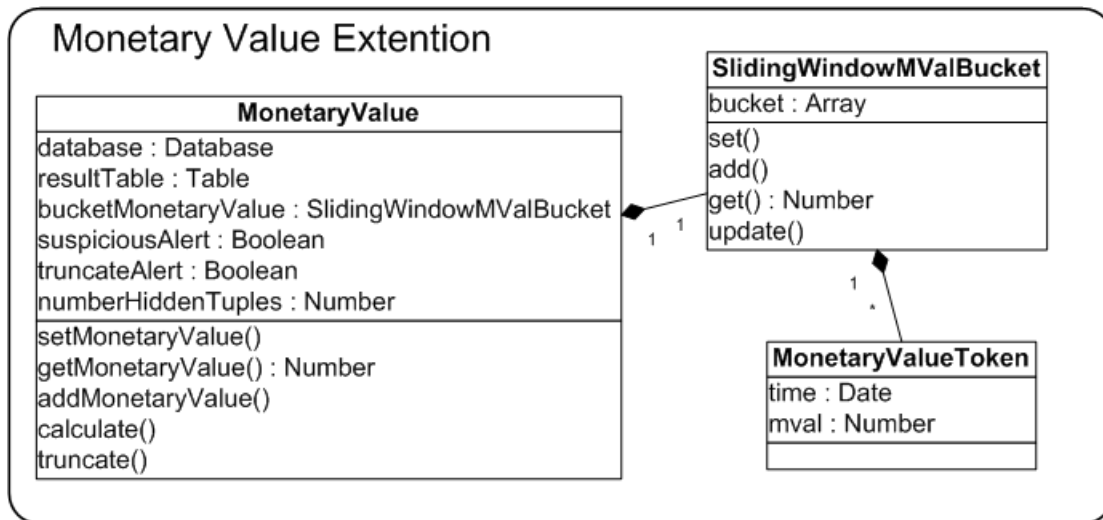 Monetary Value Extention
MonetaryValue
database : Database
resultTable : Table
bucketMonetaryValue : SlidingWindowMValBucket
suspiciousAlert : Boolean
truncateAlert : Boolean
numberHiddenTuples : Number
setMonetaryValue()
getMonetaryValue() : Number
addMonetaryValue()
calculate()
truncate()
1
1
SlidingWindowMValBucket
bucket : Array
set()
add()
get() : Number
update()
1
*
MonetaryValueToken
time : Date
mval : Number